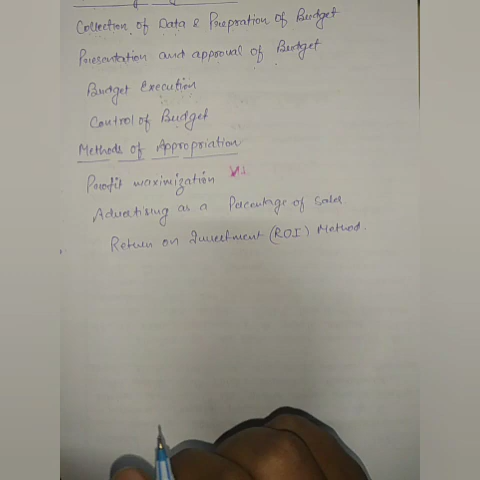 Collection of Data & Prepration of Budget
Presentation and approval of Budget
Budget Execution
Control of Budget
Methods of Appropriation
Profit maximization Vs
Advertising as a Percentage of Sales
Return on Investment (R.O.I) Method.